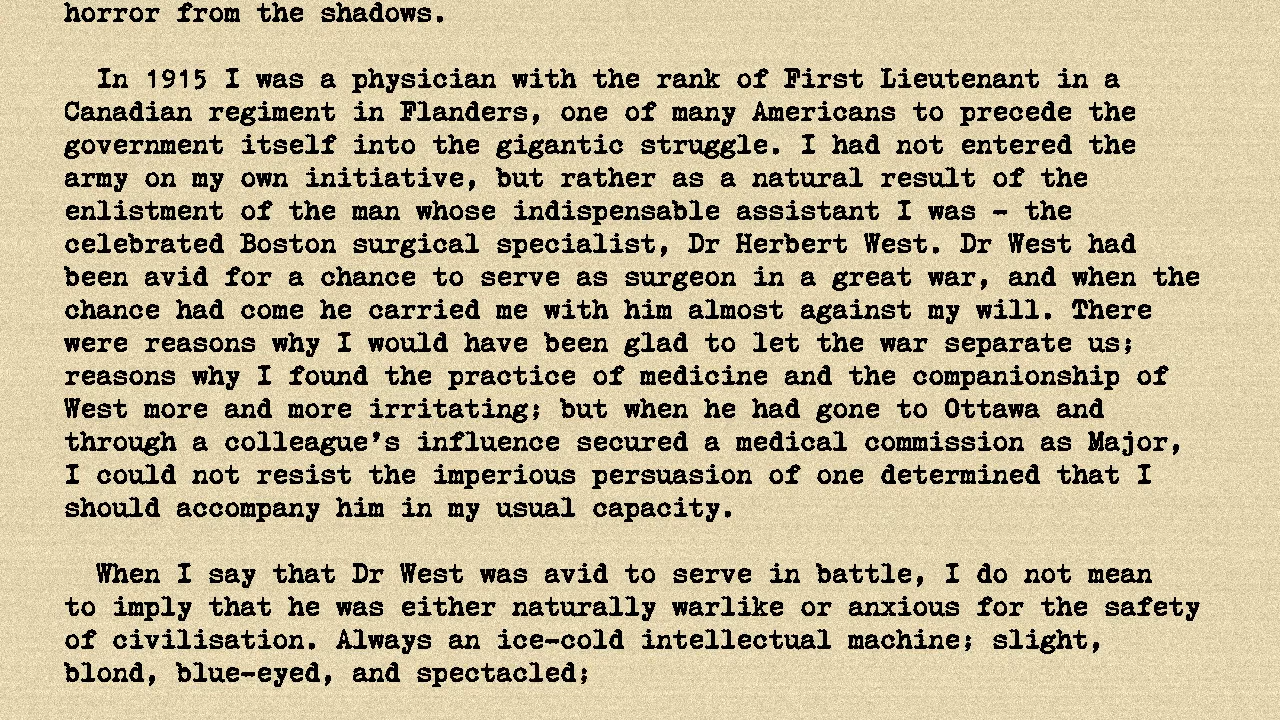 horror from the shadows.
In 1915 I was a physician with the rank of First Lieutenant in a
Canadian regiment in Flanders, one of many Americans to precede the
government itself into the gigantic struggle. I had not entered the
army on my own initiative, but rather as a natural result of the
enlistment of the man whose indispensable assistant I was – the
celebrated Boston surgical specialist, Dr Herbert West. Dr West had
been avid for a chance to serve as surgeon in a great war, and when the
chance had come he carried me with him almost against my will. There
were reasons why I would have been glad to let the war separate us;
reasons why I found the practice of medicine and the companionship of
West more and more irritating; but when he had gone to Ottawa and
through a colleague’s influence secured a medical commission as Major,
I could not resist the imperious persuasion of one determined that I
should accompany him in my usual capacity.
When I say that Dr West was avid to serve in battle, I do not mean
to imply that he was either naturally warlike or anxious for the safety
of civilisation. Always an ice-cold intellectual machine; slight,
blond, blue-eyed, and spectacled;